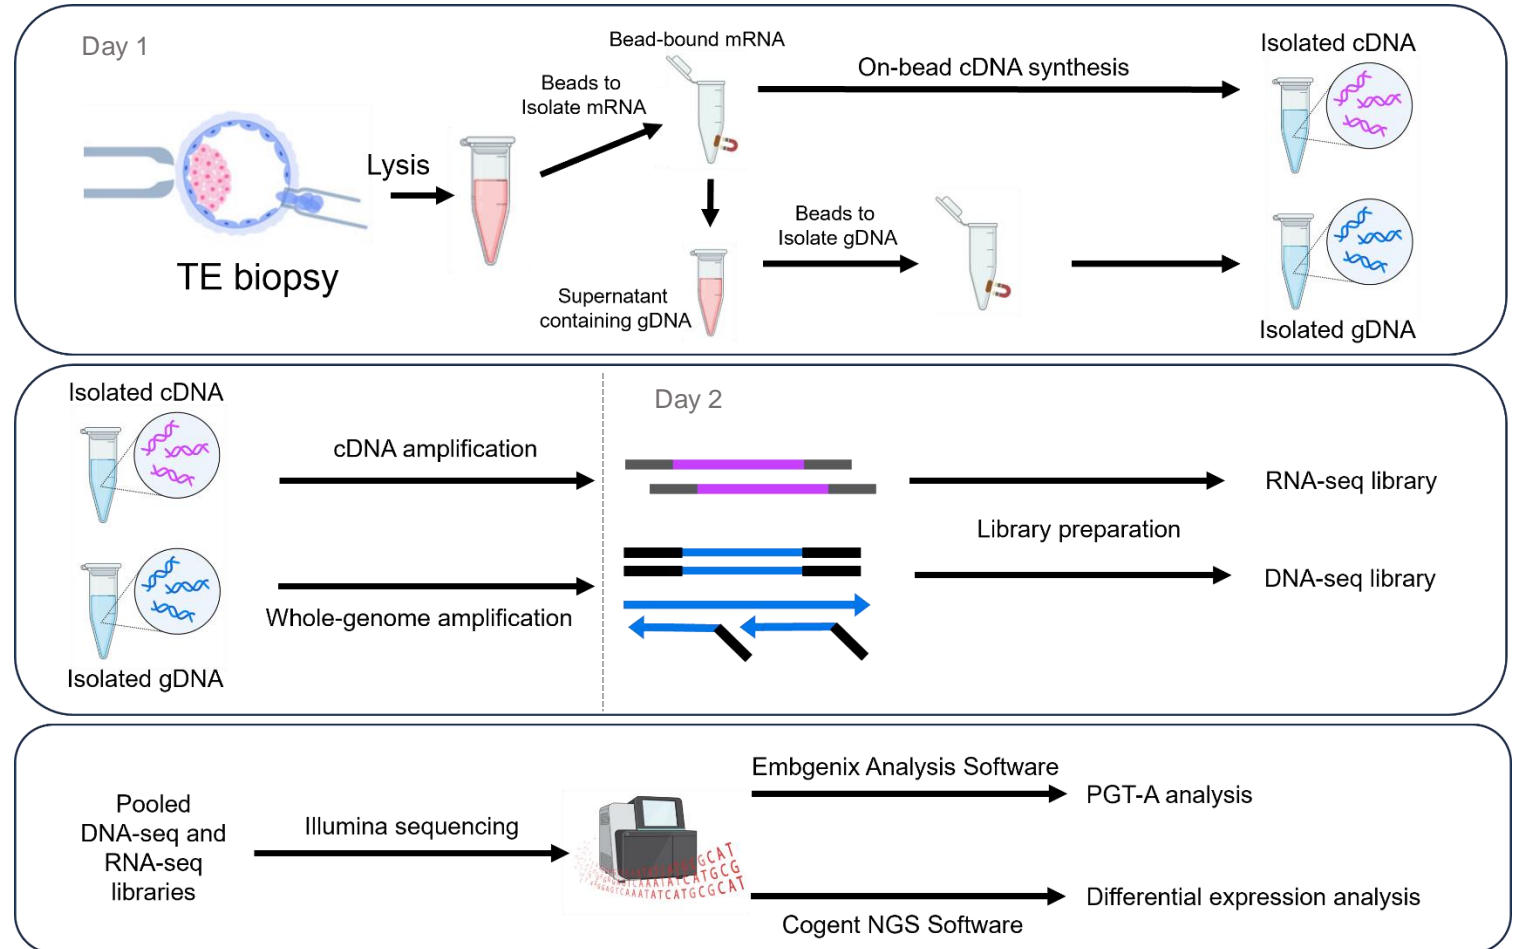 Day 1
TE biopsy
Lysis
Beads to
Isolate mRNA
Bead-bound mRNA
On-bead cDNA synthesis
Isolated cDNA
Supernatant
containing gDNA
Beads to
Isolate gDNA
Isolated gDNA
Isolated cDNA
cDNA amplification
Isolated gDNA
Whole-genome amplification
Day 2
Library preparation
RNA-seq library
DNA-seq library
Pooled
DNA-seq and
RNA-seq
libraries
Illumina sequencing
Embgenix Analysis Software
PGT-A analysis
Cogent NGS Software
Differential expression analysis